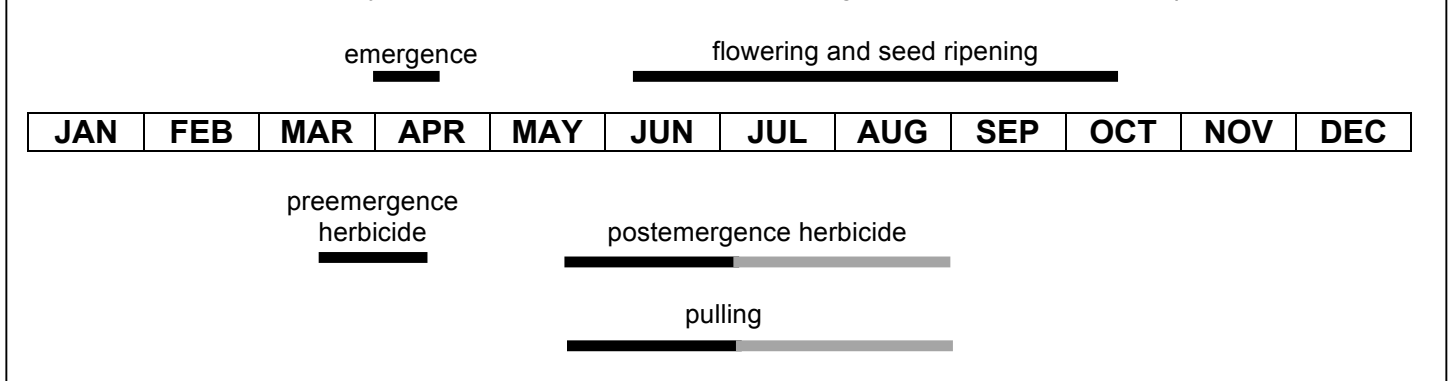 emergence flowering and seed ripening
JAN FEB MAR APR MAY JUN JUL AUG SEP OCT NOV DEC
preemergence
herbicide postemergence herbicide
pulling